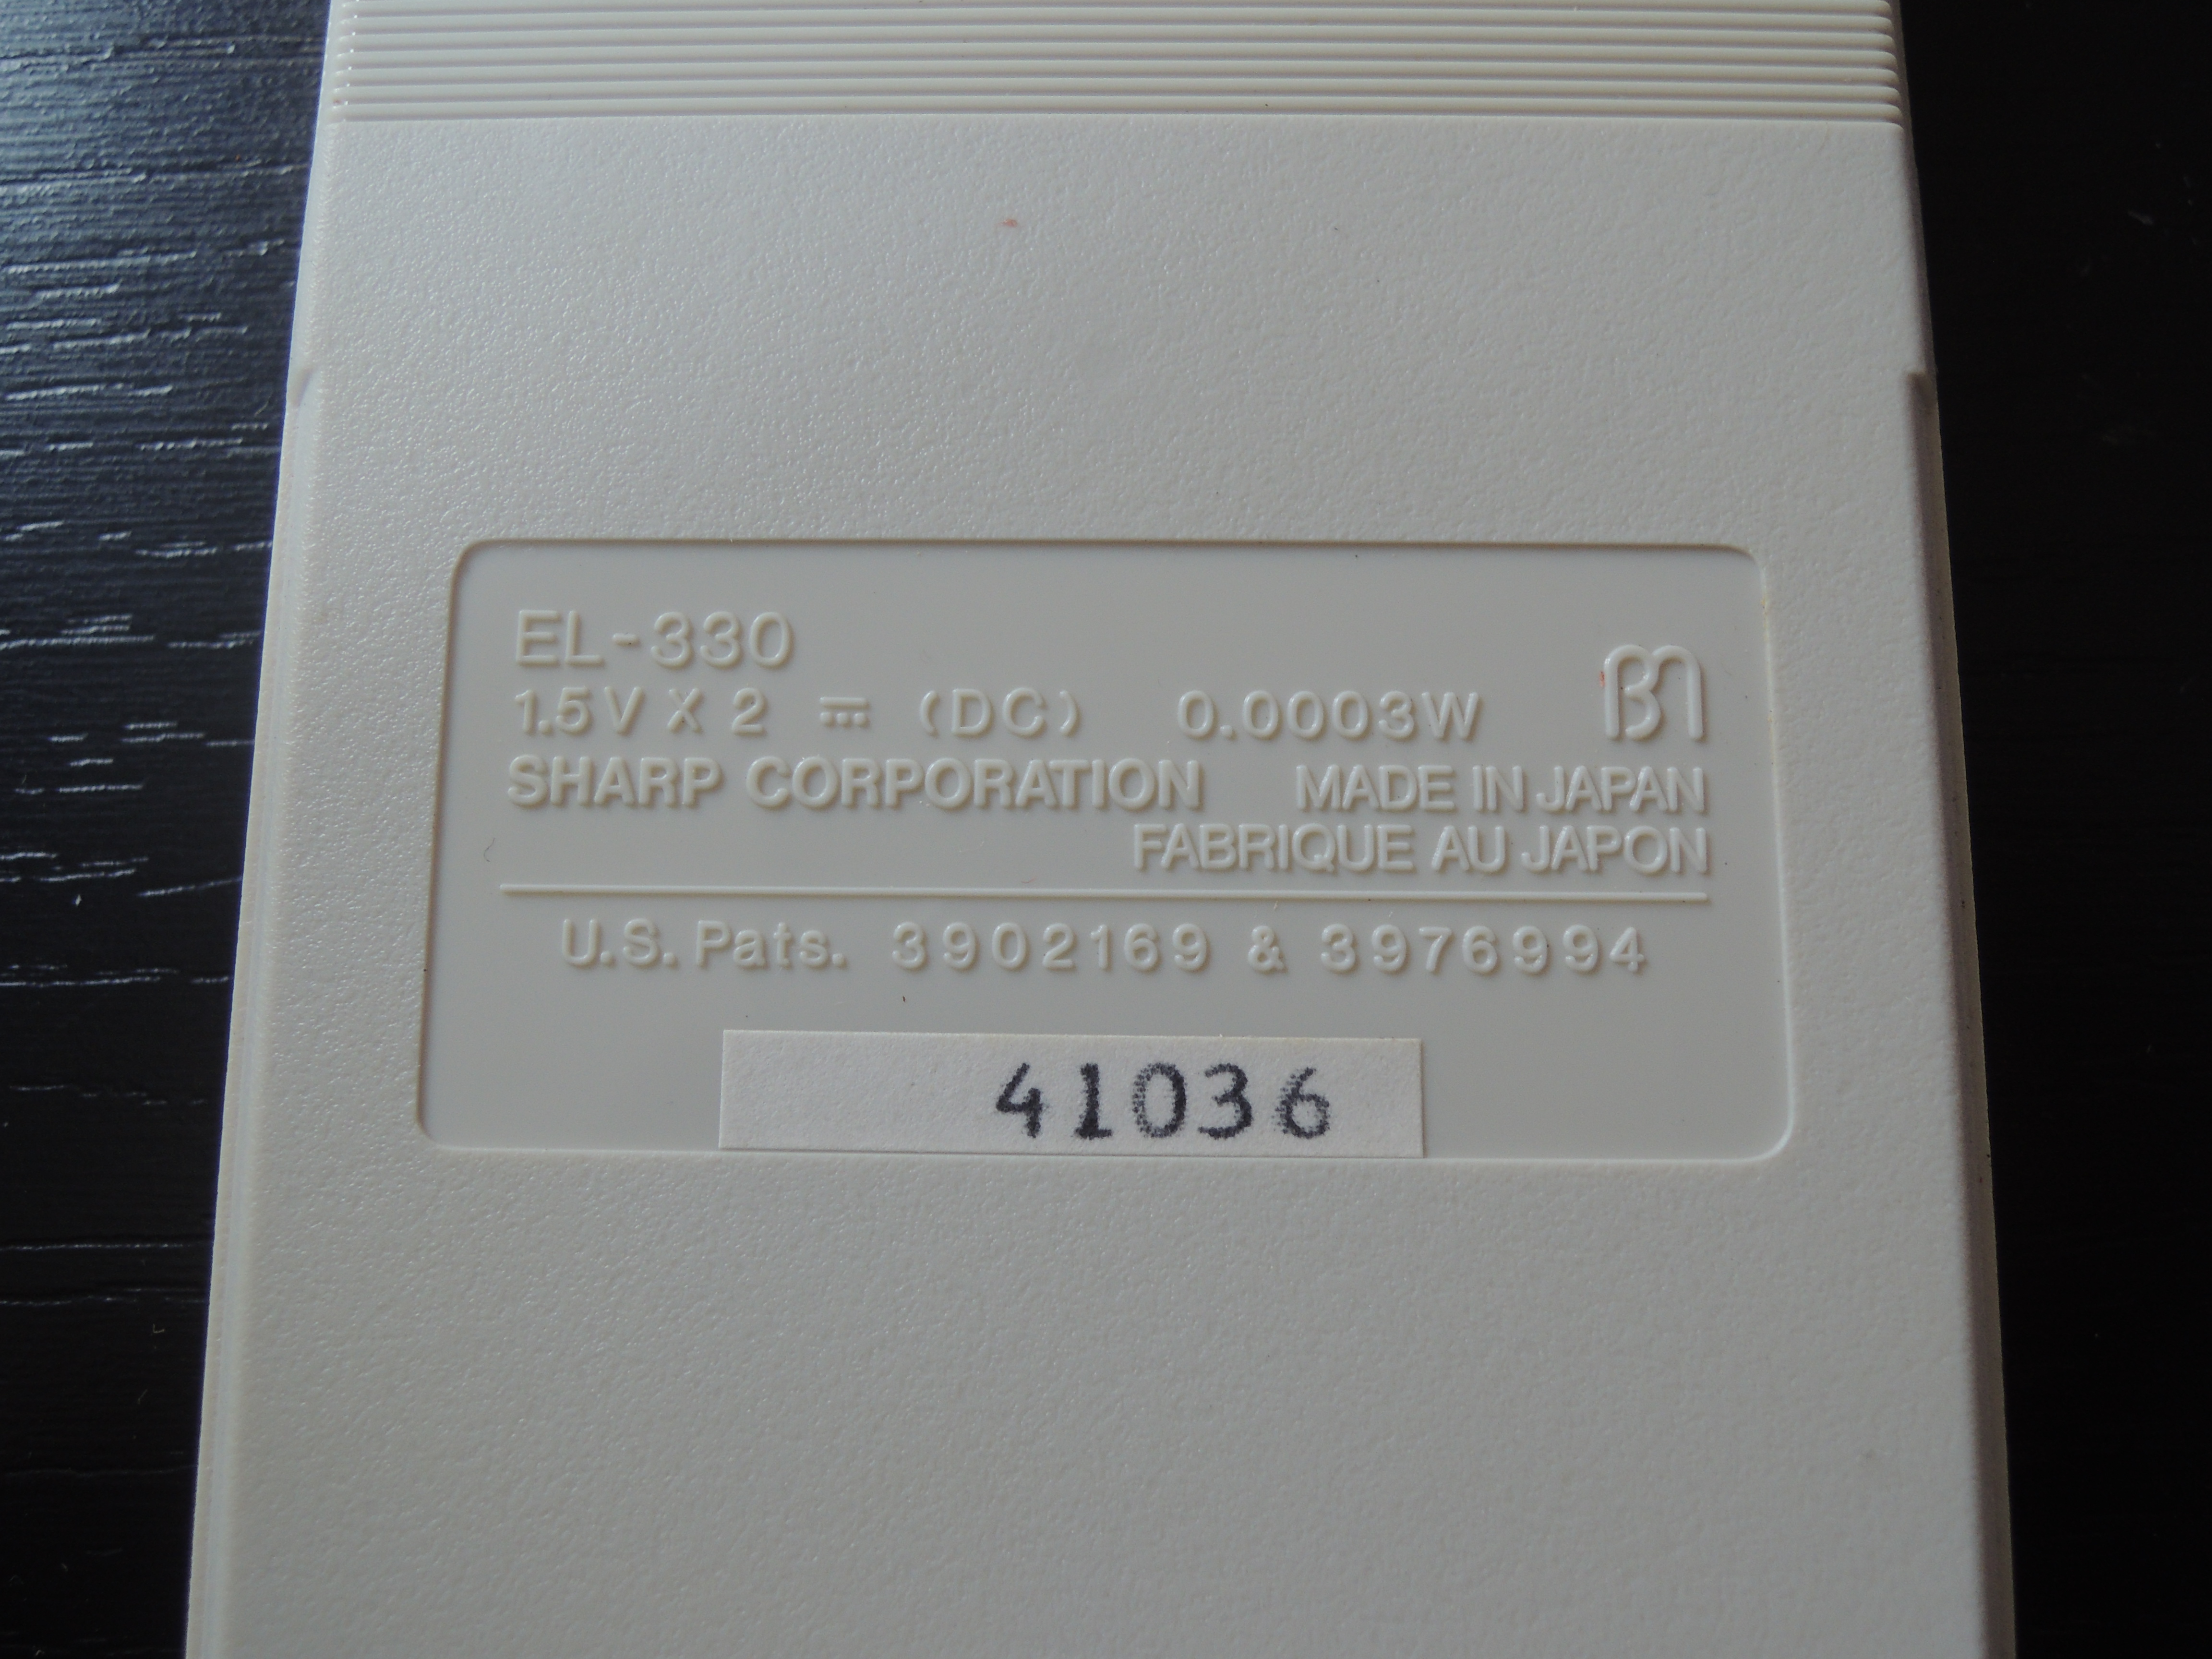 EL-330
1.5V X 2 ⎓ (DC) 0.0003W
SHARP CORPORATION MADE IN JAPAN
FABRIQUE AU JAPON
U.S. Pats. 3902169 & 3976994
41036